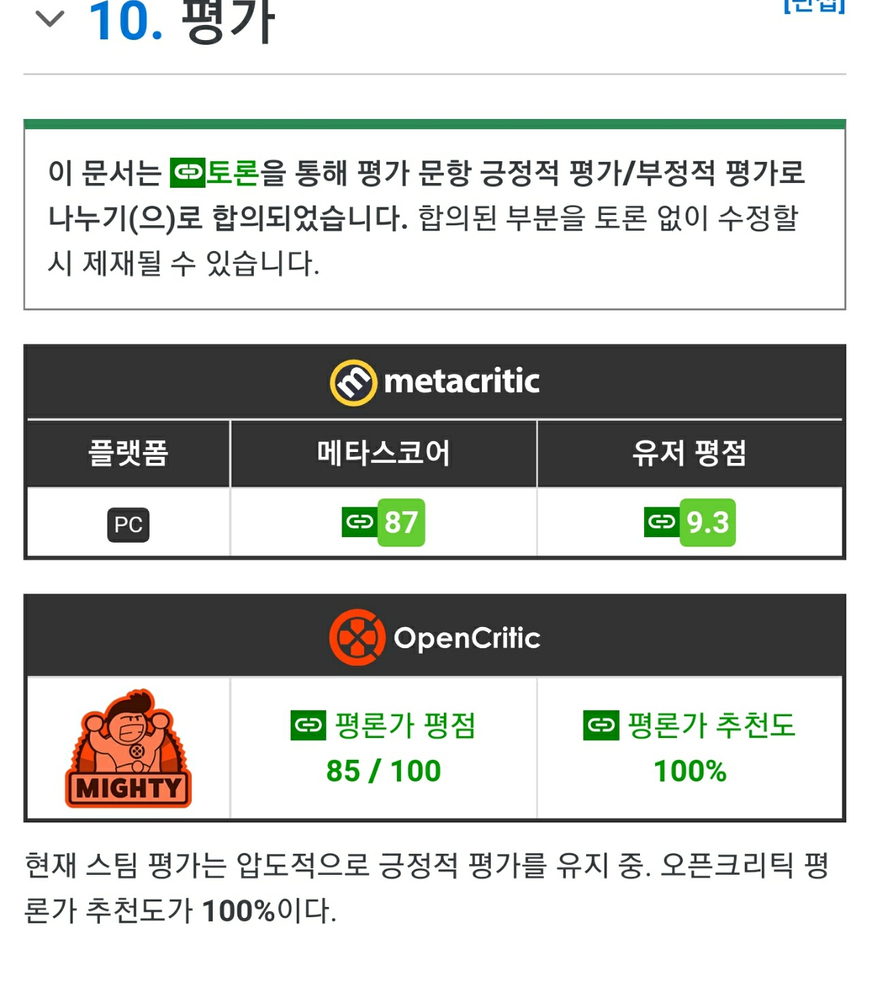 10. 평가
[편집]
이 문서는 토론을 통해 평가 문항 긍정적 평가/부정적 평가로
나누기(으)로 합의되었습니다. 합의된 부분을 토론 없이 수정할
시 제재될 수 있습니다.
metacritic
플랫폼 메타스코어 유저 평점
PC 87 9.3
OpenCritic
MIGHTY
평론가 평점 평론가 추천도
85 / 100 100%
현재 스팀 평가는 압도적으로 긍정적 평가를 유지 중. 오픈크리틱 평
론가 추천도가 100%이다.